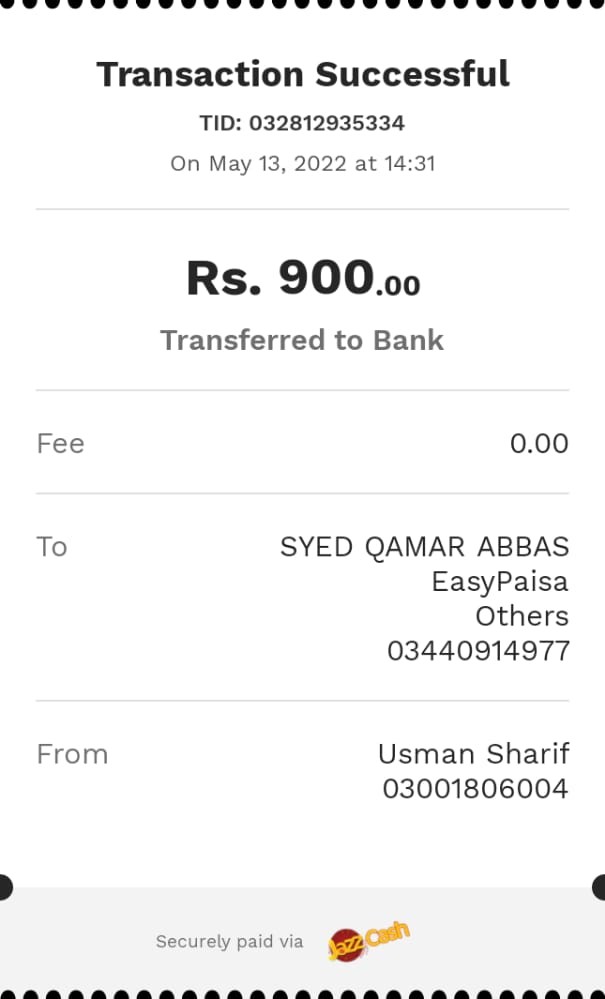 Transaction Successful
TID: 032812935334
On May 13, 2022 at 14:31
Rs. 900.00
Transferred to Bank
Fee 0.00
To SYED QAMAR ABBAS
EasyPaisa
Others
03440914977
From Usman Sharif
03001806004
Securely paid via JazzCash